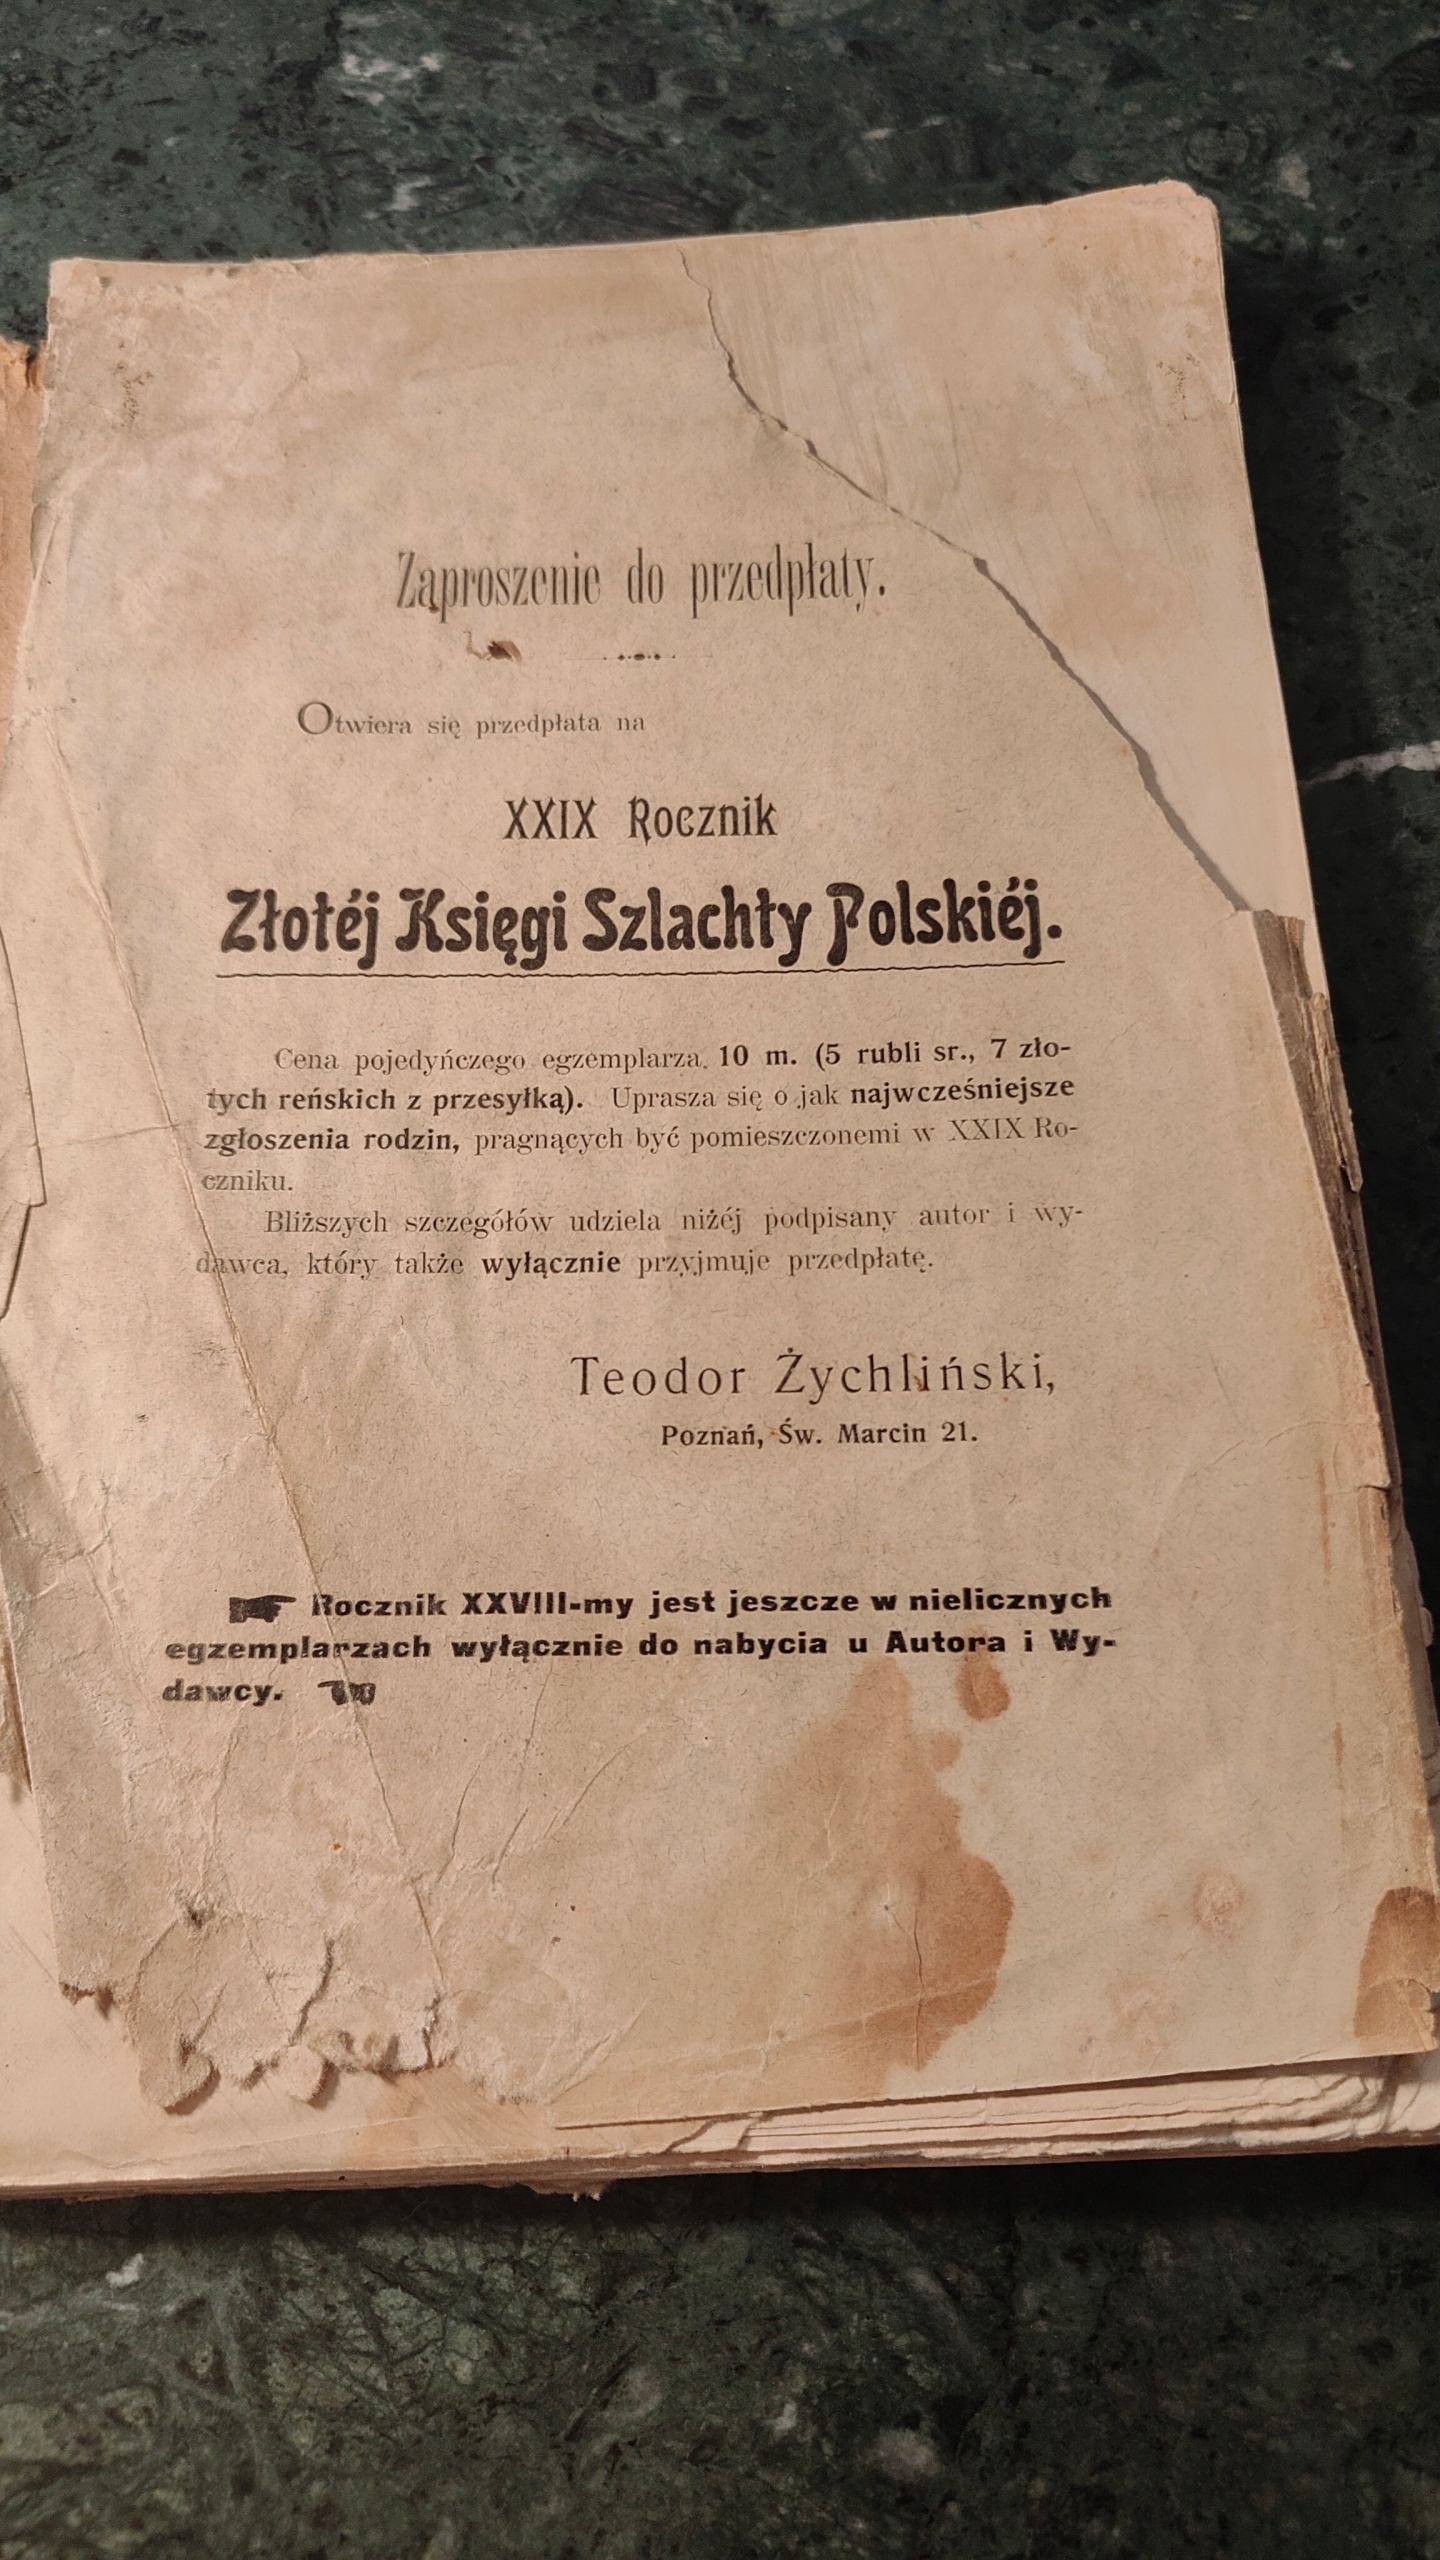 Zaproszenie do przedpłaty.
Otwiera się przedpłata na
XXIX Rocznik
Złotéj Księgi Szlachty Polskiéj.
Cena pojedyńczego egzemplarza 10 m. (5 rubli sr., 7 zło-
tych reńskich z przesyłką). Uprasza się o jak najwcześniejsze
zgłoszenia rodzin, pragnących być pomieszczonemi w XXIX Ro-
czniku.
Bliższych szczegółów udziela niżéj podpisany autor i wy-
dawca, który także wyłącznie przyjmuje przedpłatę.
Teodor Żychliński,
Poznań, Św. Marcin 21.
☛ Rocznik XXVIII-my jest jeszcze w nielicznych
egzemplarzach wyłącznie do nabycia u Autora i Wy-
dawcy. ☚